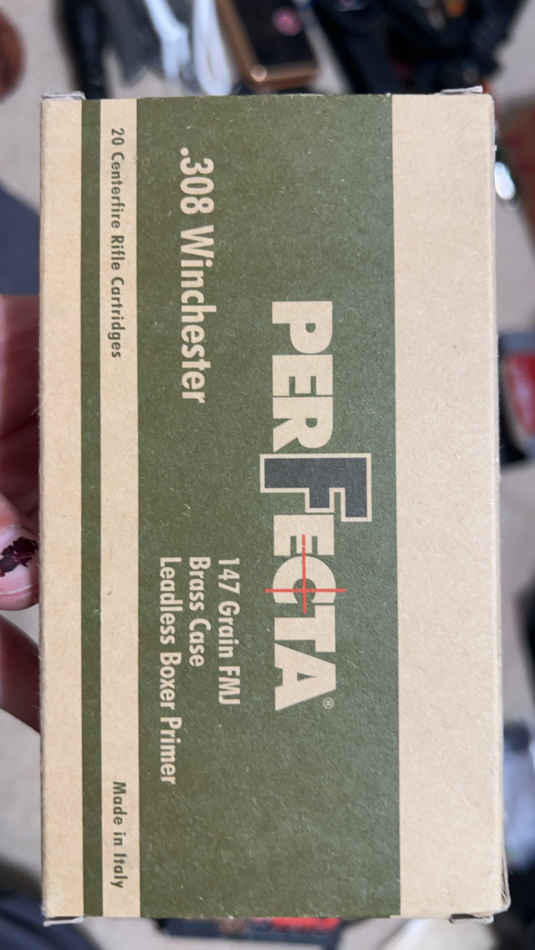 PERFECTA®
.308 Winchester
147 Grain FMJ
Brass Case
Leadless Boxer Primer
20 Centerfire Rifle Cartridges
Made in Italy